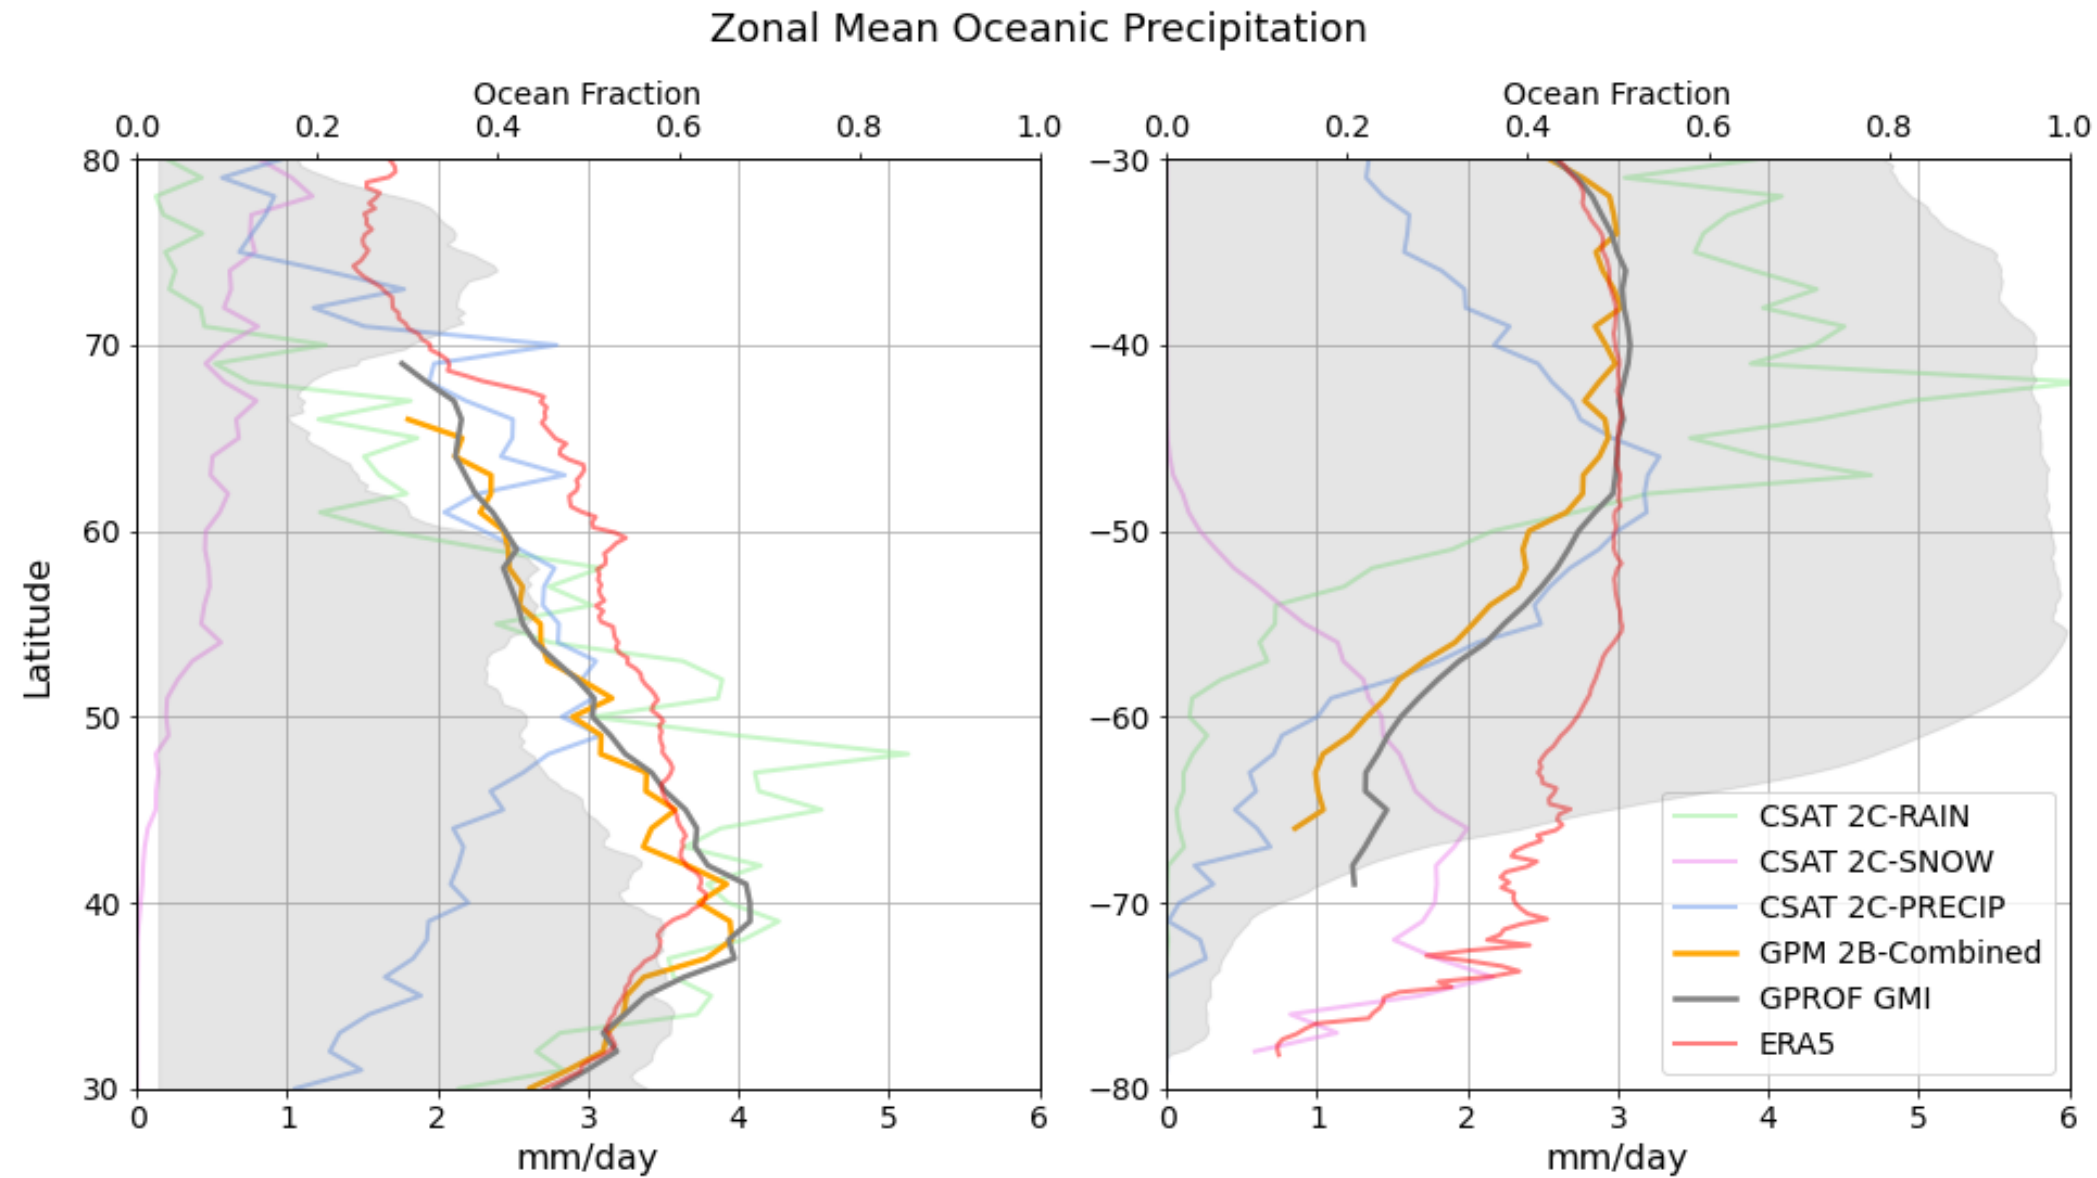 Zonal Mean Oceanic Precipitation
Ocean Fraction
0.0 0.2 0.4 0.6 0.8 1.0
80
70
60
50
40
30
Latitude
0 1 2 3 4 5 6
mm/day
Ocean Fraction
0.0 0.2 0.4 0.6 0.8 1.0
−30
−40
−50
−60
−70
−80
CSAT 2C-RAIN
CSAT 2C-SNOW
CSAT 2C-PRECIP
GPM 2B-Combined
GPROF GMI
ERA5
0 1 2 3 4 5 6
mm/day